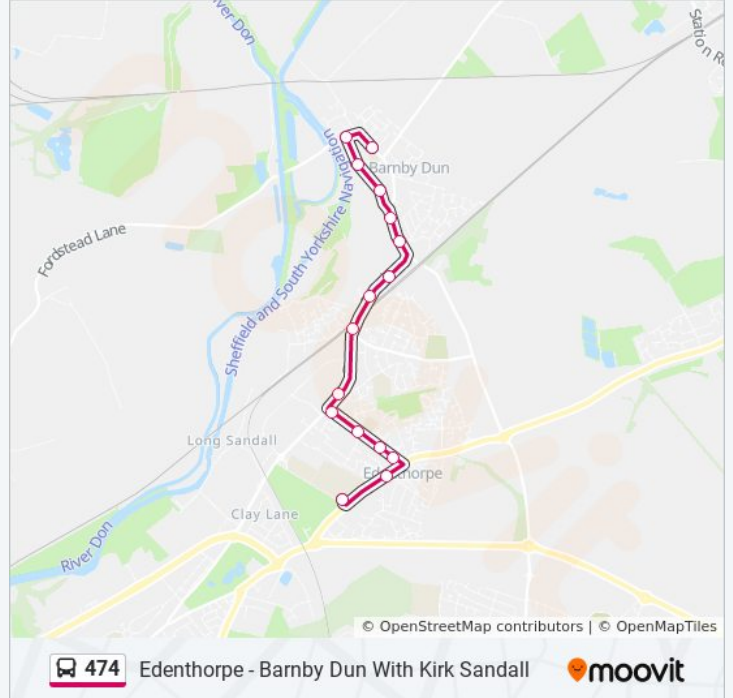 River Don
Station R
Barnby Dun
Sheffield and South Yorkshire Navigation
Fordstead Lane
Long Sandall
Edenthorpe
Clay Lane
River Don
© OpenStreetMap contributors | © OpenMapTiles
474 Edenthorpe - Barnby Dun With Kirk Sandall moovit